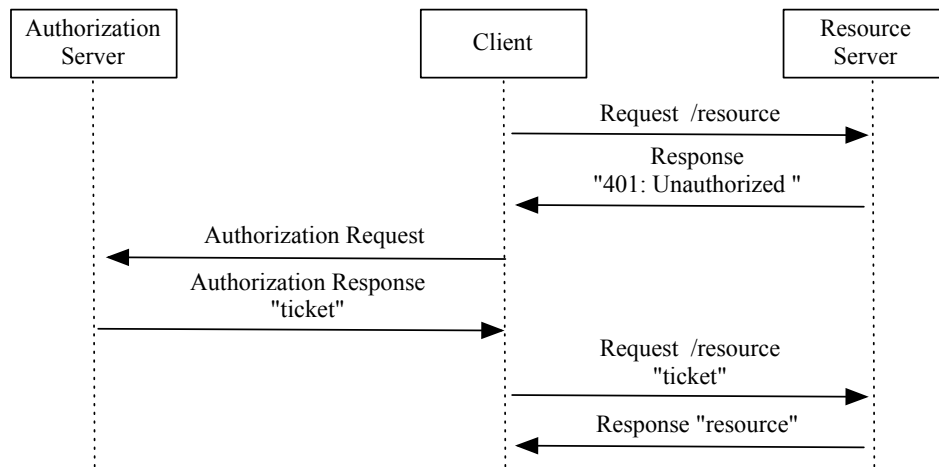 Authorization
Server
Client
Resource
Server
Request /resource
Response
"401: Unauthorized "
Authorization Request
Authorization Response
"ticket"
Request /resource
"ticket"
Response "resource"